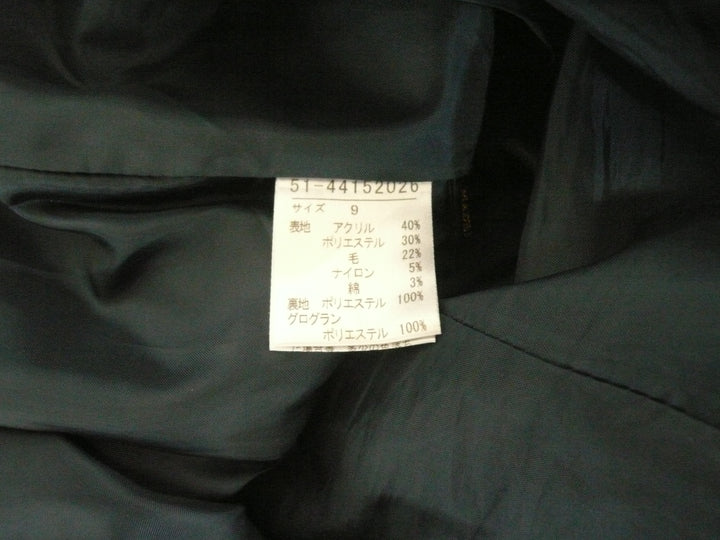 51-44152026
サイズ 9
表地 アクリル 40%
ポリエステル 30%
毛 22%
ナイロン 5%
綿 3%
裏地 ポリエステル 100%
グログラン
ポリエステル 100%